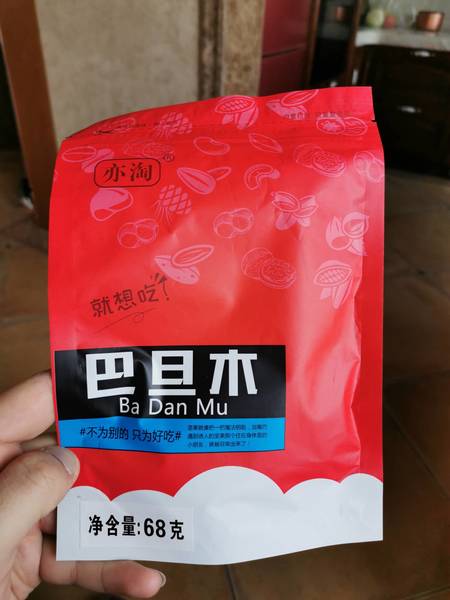 亦淘®
就想吃！
巴旦木
Ba Dan Mu
#不为别的 只为好吃#
净含量:68克